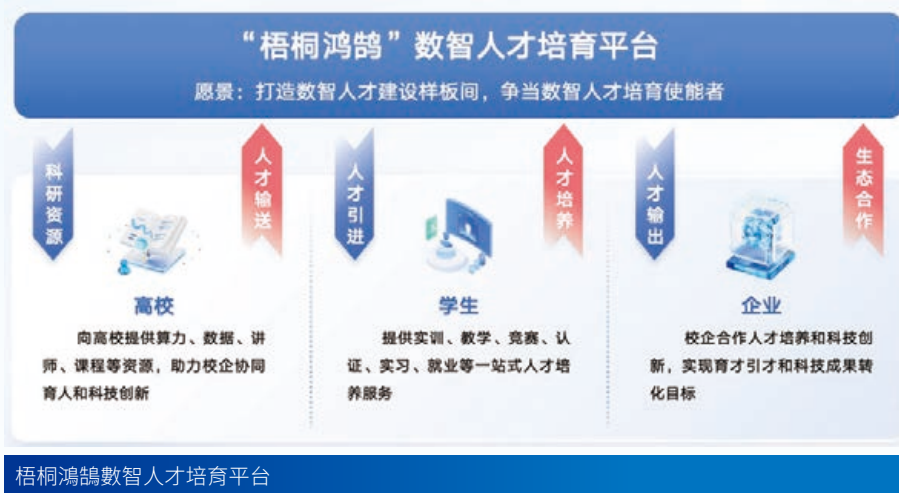 “梧桐鸿鹄”数智人才培育平台
愿景：打造数智人才建设样板间，争当数智人才培育使能者
科研资源
人才输送
人才引进
人才培养
人才输出
生态合作
高校
向高校提供算力、数据、讲
师、课程等资源，助力校企协同
育人和科技创新
学生
提供实训、教学、竞赛、认
证、实习、就业等一站式人才培
养服务
企业
校企合作人才培养和科技创
新，实现育才引才和科技成果转
化目标
梧桐鴻鵠數智人才培育平台